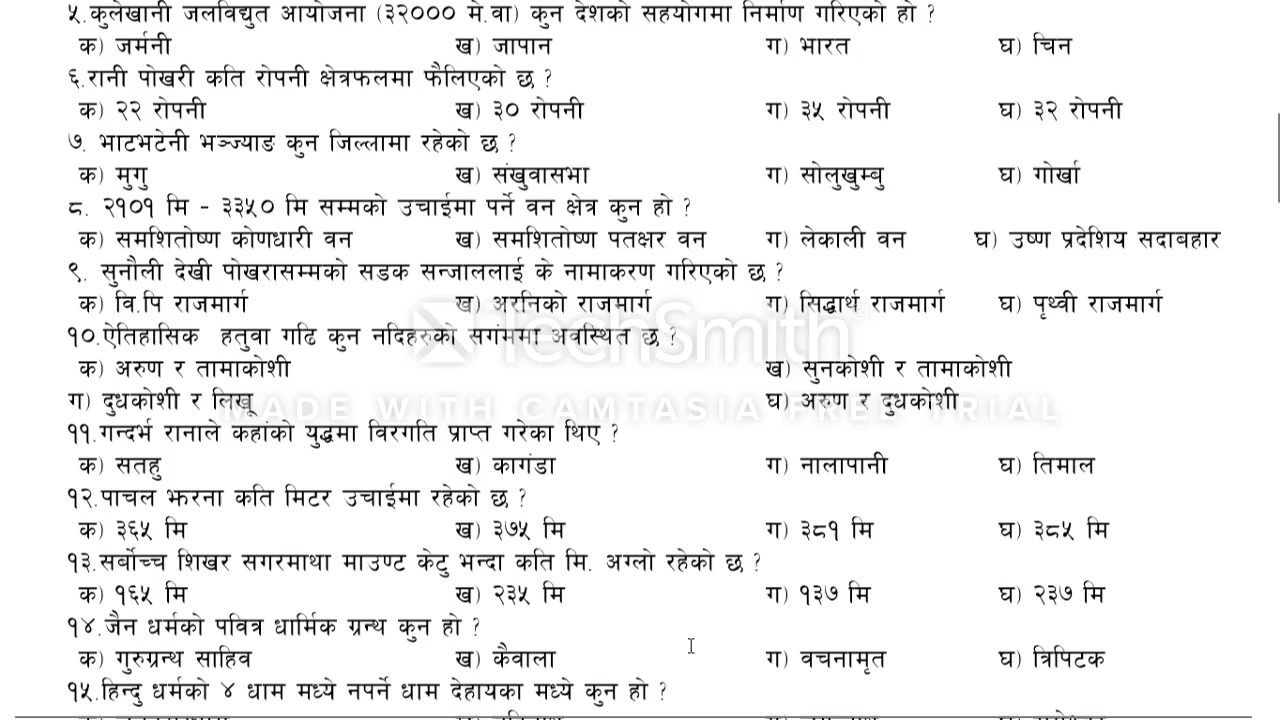 ५.कुलेखानी जलविद्युत आयोजना (३२००० मे.वा) कुन देशको सहयोगमा निर्माण गरिएको हो ?
क) जर्मनी ख) जापान ग) भारत घ) चिन
६.रानी पोखरी कति रोपनी क्षेत्रफलमा फैलिएको छ ?
क) २२ रोपनी ख) ३० रोपनी ग) ३५ रोपनी घ) ३२ रोपनी
७. भाटभटेनी भञ्ज्याङ कुन जिल्लामा रहेको छ ?
क) मुगु ख) संखुवासभा ग) सोलुखुम्बु घ) गोर्खा
८. २१०१ मि - ३३५० मि सम्मको उचाईमा पर्ने वन क्षेत्र कुन हो ?
क) समशितोष्ण कोणधारी वन ख) समशितोष्ण पतक्षर वन ग) लेकाली वन घ) उष्ण प्रदेशिय सदाबहार
९. सुनौली देखी पोखरासम्मको सडक सन्जाललाई के नामाकरण गरिएको छ ?
क) वि.पि राजमार्ग ख) अरनिको राजमार्ग ग) सिद्धार्थ राजमार्ग घ) पृथ्वी राजमार्ग
१०.ऐतिहासिक हतुवा गढि कुन नदिहरुको सगंममा अवस्थित छ ?
TechSmith
क) अरुण र तामाकोशी ख) सुनकोशी र तामाकोशी
ग) दुधकोशी र लिखू घ) अरुण र दुधकोशी
MADE WITH CAMTASIA FREE TRIAL
११.गन्दर्भ रानाले कहांको युद्धमा विरगति प्राप्त गरेका थिए ?
क) सतहु ख) कागंडा ग) नालापानी घ) तिमाल
१२.पाचल झरना कति मिटर उचाईमा रहेको छ ?
क) ३६५ मि ख) ३७५ मि ग) ३८१ मि घ) ३८५ मि
१३.सर्बोच्च शिखर सगरमाथा माउण्ट केटु भन्दा कति मि. अग्लो रहेको छ ?
क) १६५ मि ख) २३५ मि ग) १३७ मि घ) २३७ मि
१४.जैन धर्मको पवित्र धार्मिक ग्रन्थ कुन हो ?
क) गुरुग्रन्थ साहिव ख) कैवाला ग) वचनामृत घ) त्रिपिटक
१५.हिन्दु धर्मको ४ धाम मध्ये नपर्ने धाम देहायका मध्ये कुन हो ?